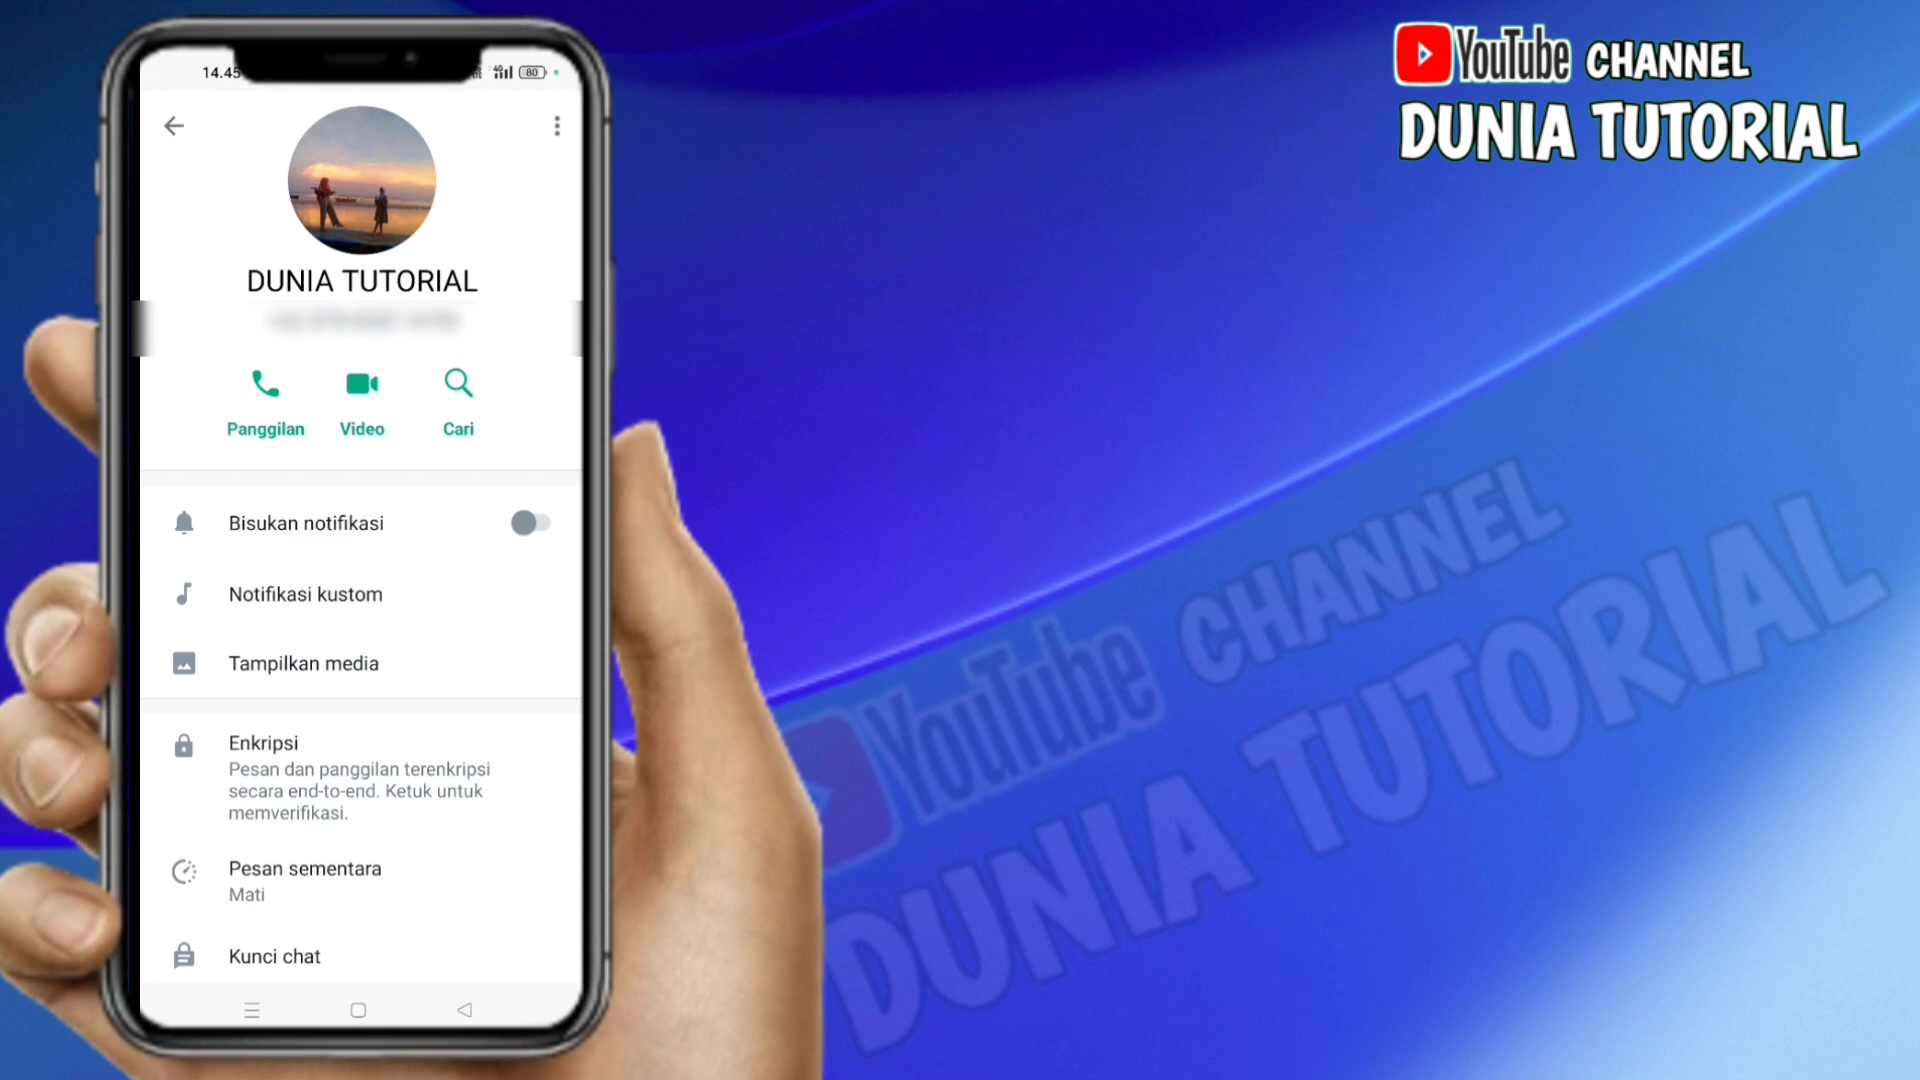 14.45
4G
80
DUNIA TUTORIAL
Panggilan
Video
Cari
Bisukan notifikasi
Notifikasi kustom
Tampilkan media
Enkripsi
Pesan dan panggilan terenkripsi
secara end-to-end. Ketuk untuk
memverifikasi.
Pesan sementara
Mati
Kunci chat
YouTube CHANNEL
DUNIA TUTORIAL
YouTube CHANNEL
DUNIA TUTORIAL